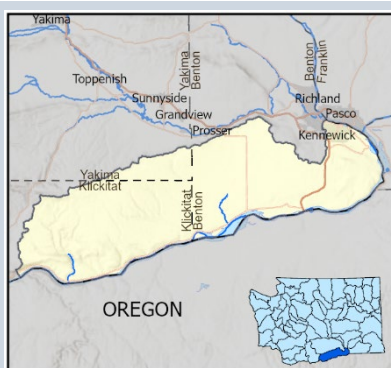 Yakima
Toppenish
Sunnyside
Grandview
Prosser
Yakima
Benton
Benton
Franklin
Richland
Pasco
Kennewick
Yakima
Klickitat
Klickitat
Benton
OREGON